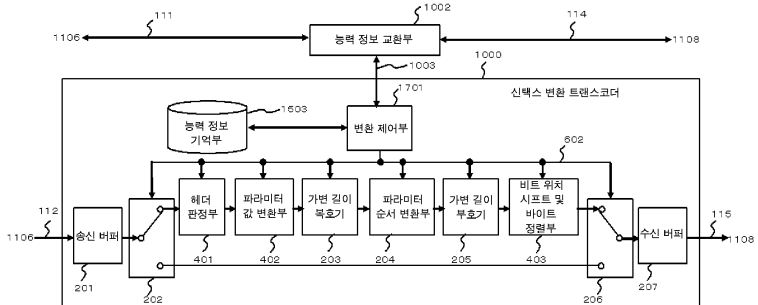 1002
111
114
1106
능력 정보 교환부
1108
1003
1000
1503
1701
신택스 변환 트랜스코더
능력 정보
기억부
변환 제어부
602
112
헤더
판정부
파라미터
값 변환부
가변 길이
복호기
파라미터
순서 변환부
가변 길이
부호기
비트 위치
시프트 및
바이트
정렬부
115
1106
송신 버퍼
수신 버퍼
1108
401
402
203
204
205
403
201
202
206
207